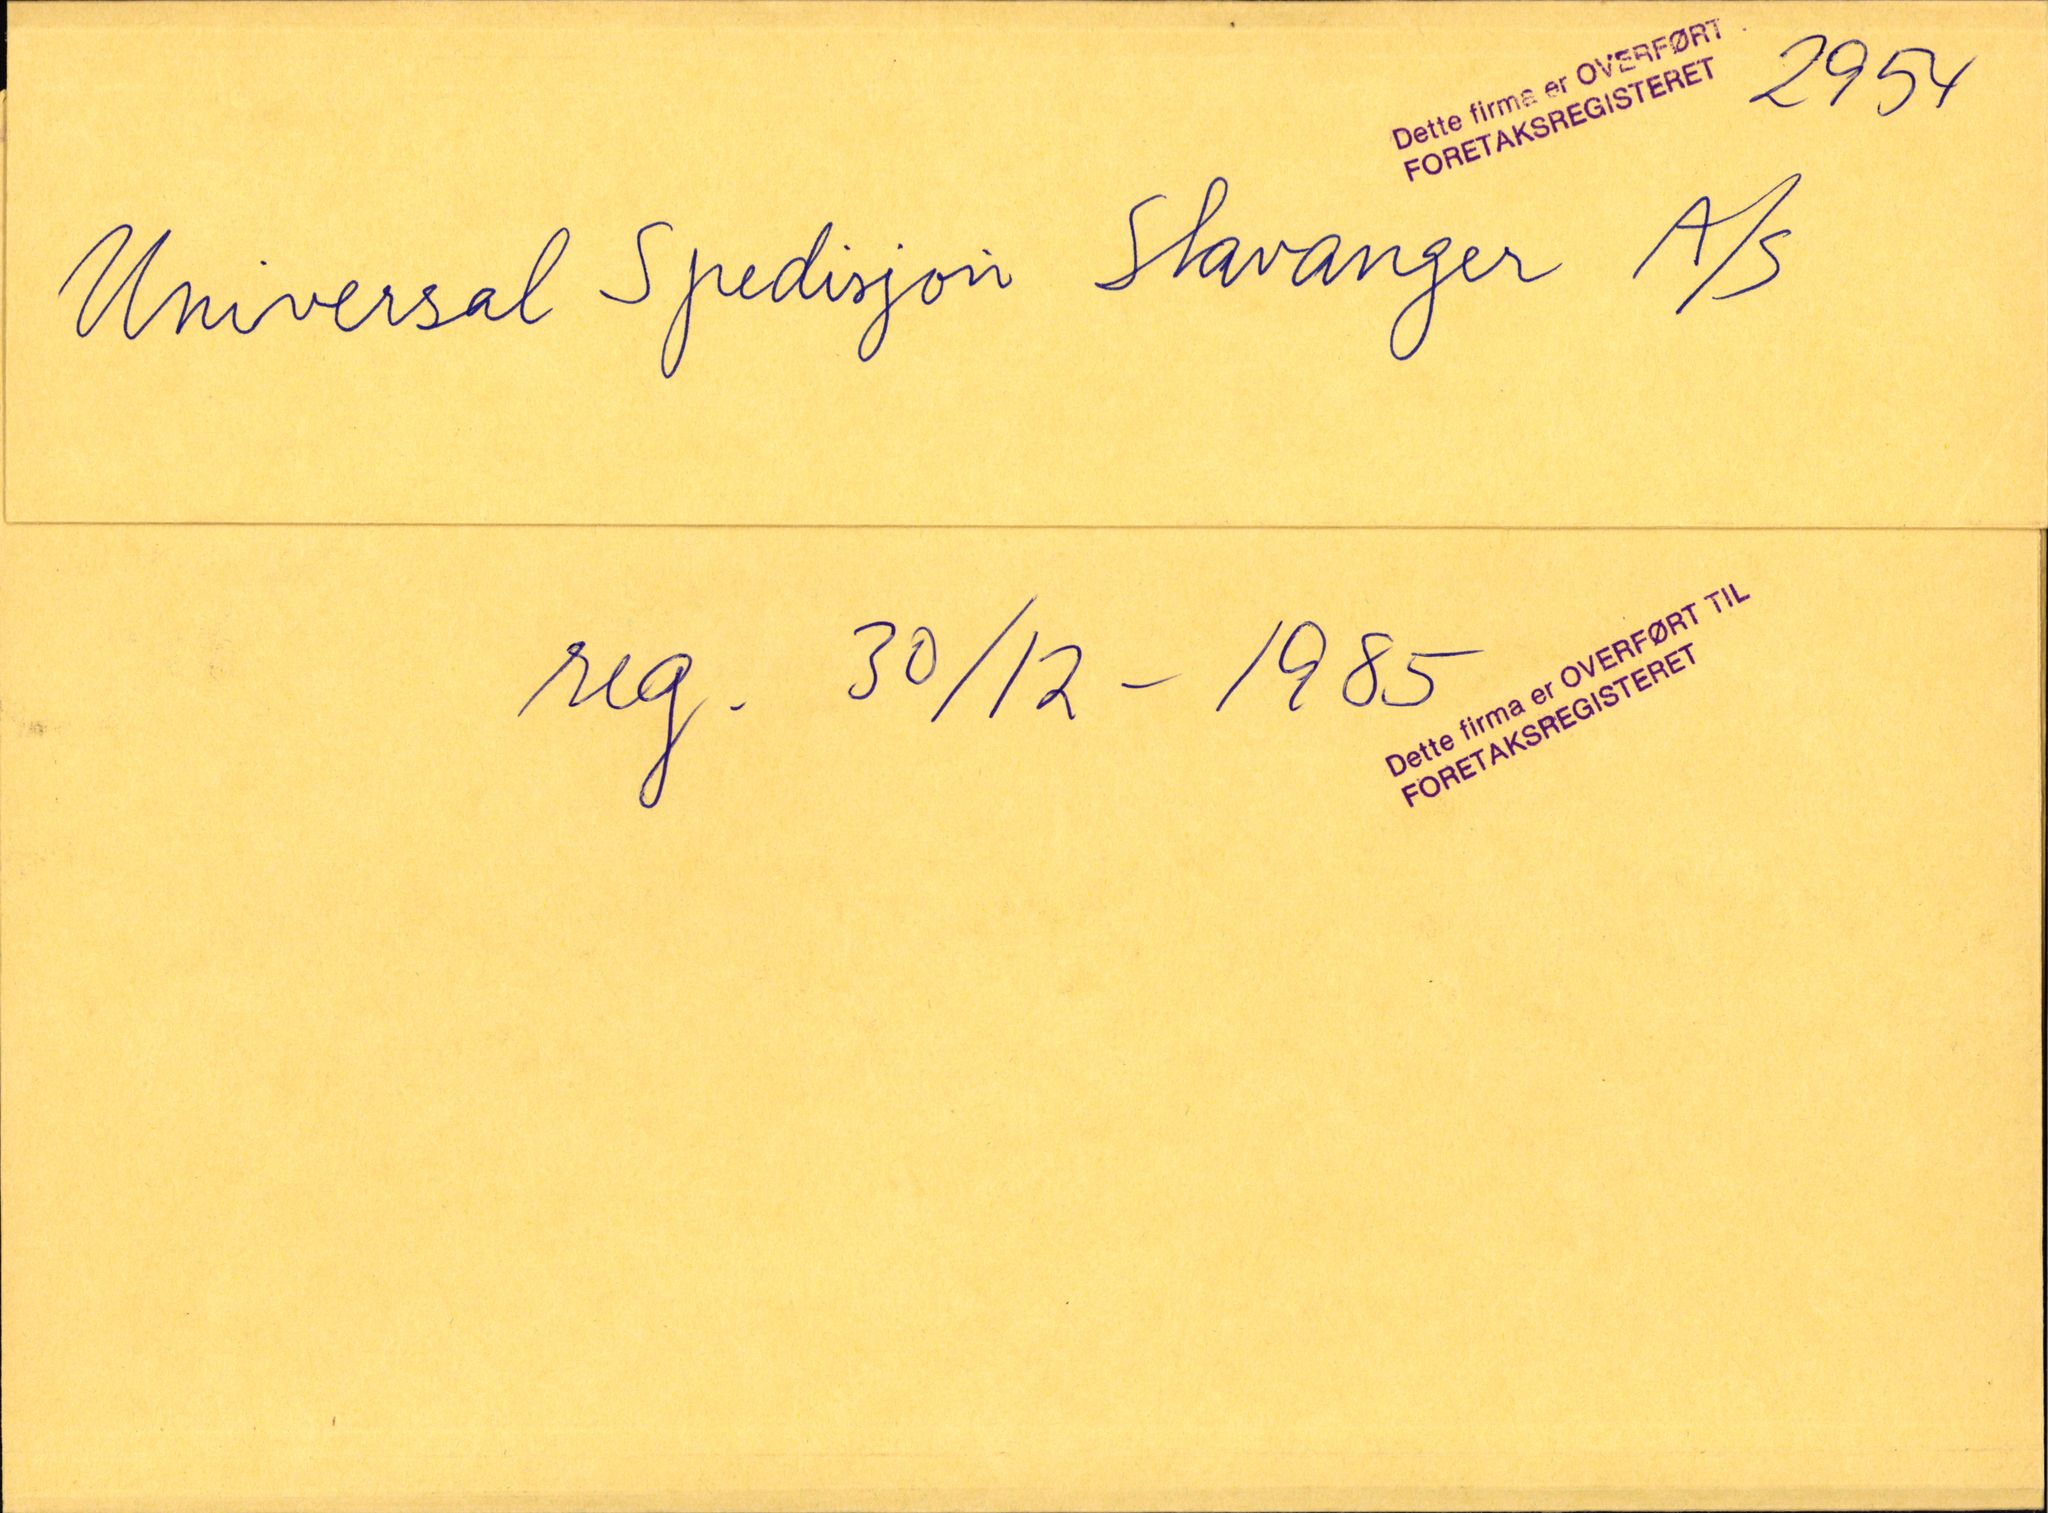 Dette firma er OVERFØRT
FORETAKSREGISTERET
2954
Universal Spedisjon Stavanger A/S
reg. 30/12 - 1985
Dette firma er OVERFØRT TIL
FORETAKSREGISTERET